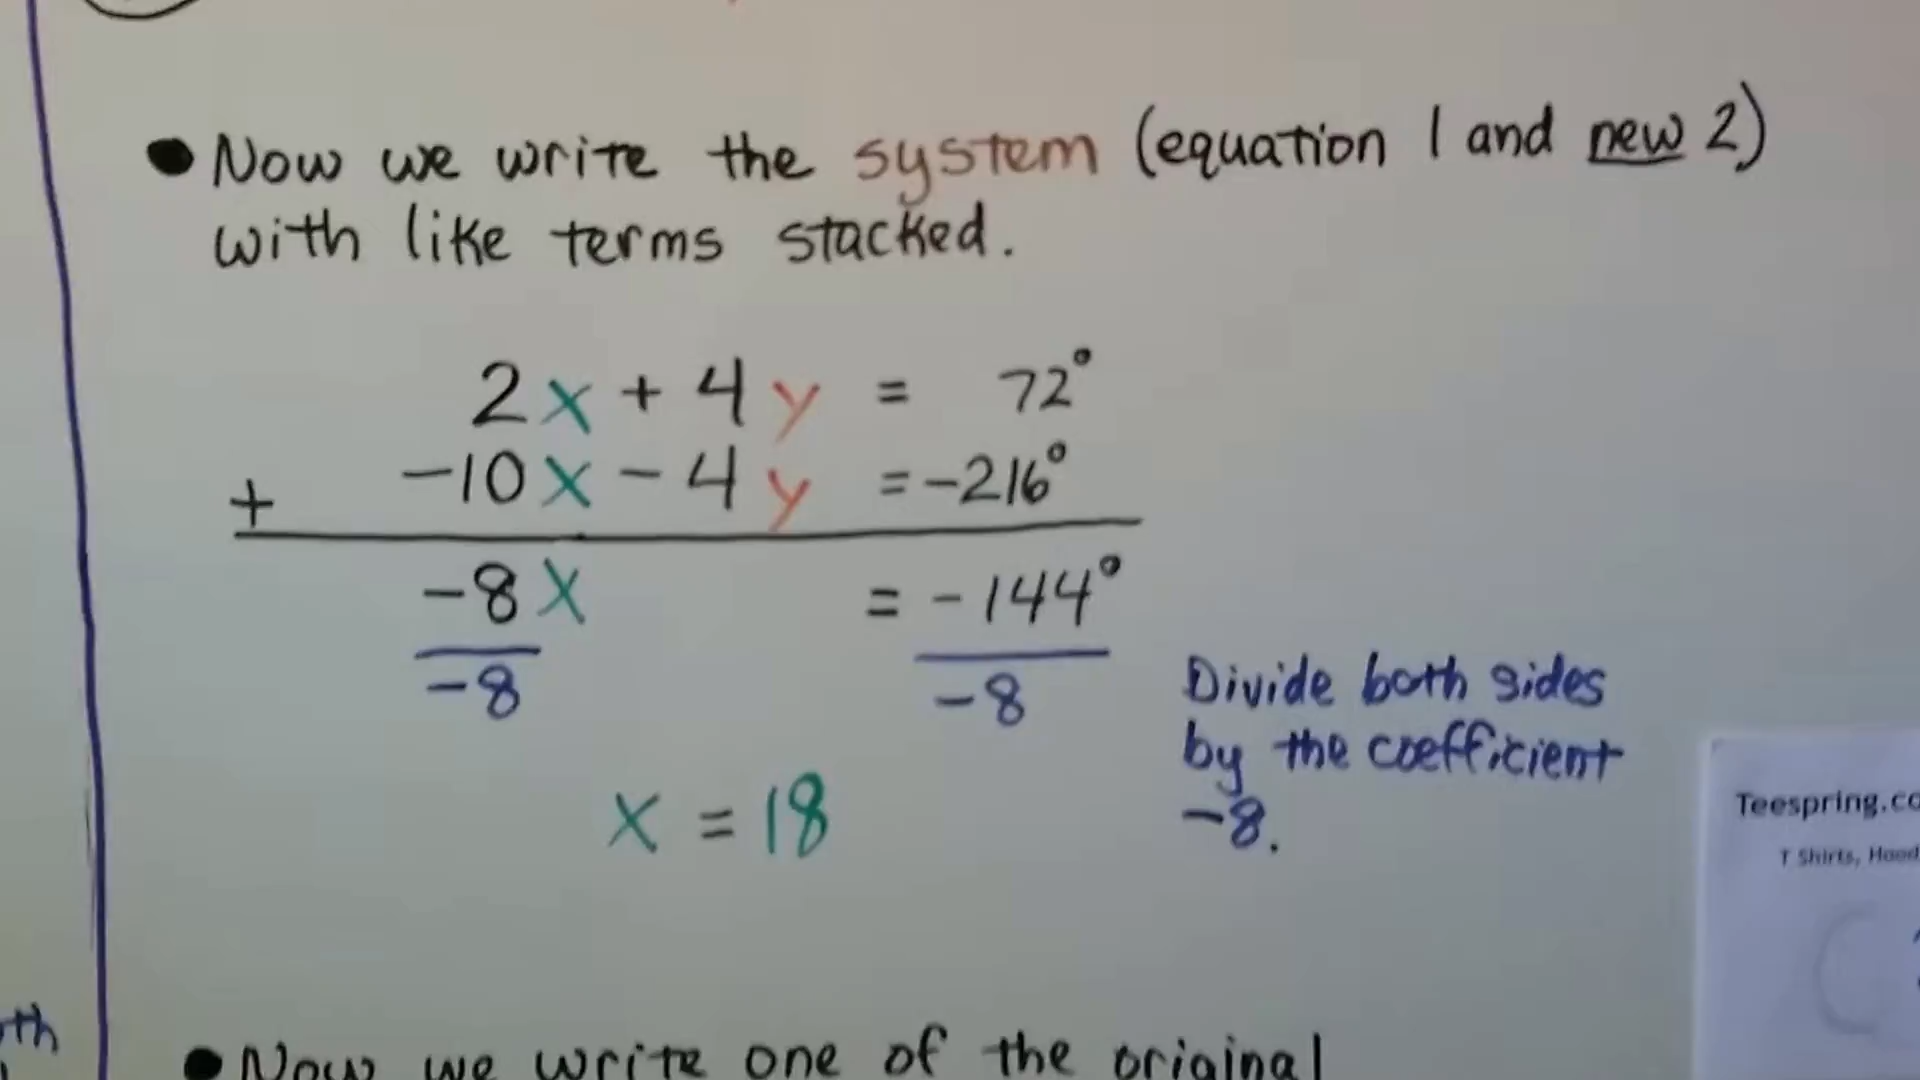 • Now we write the system (equation 1 and new 2)
with like terms stacked.
2x + 4y = 72°
+ -10x - 4y = -216°
-8x = -144°
-8 -8
Divide both sides
by the coefficient
-8.
x = 18
Teespring.co
T Shirts, Hood
• Now we write one of the original